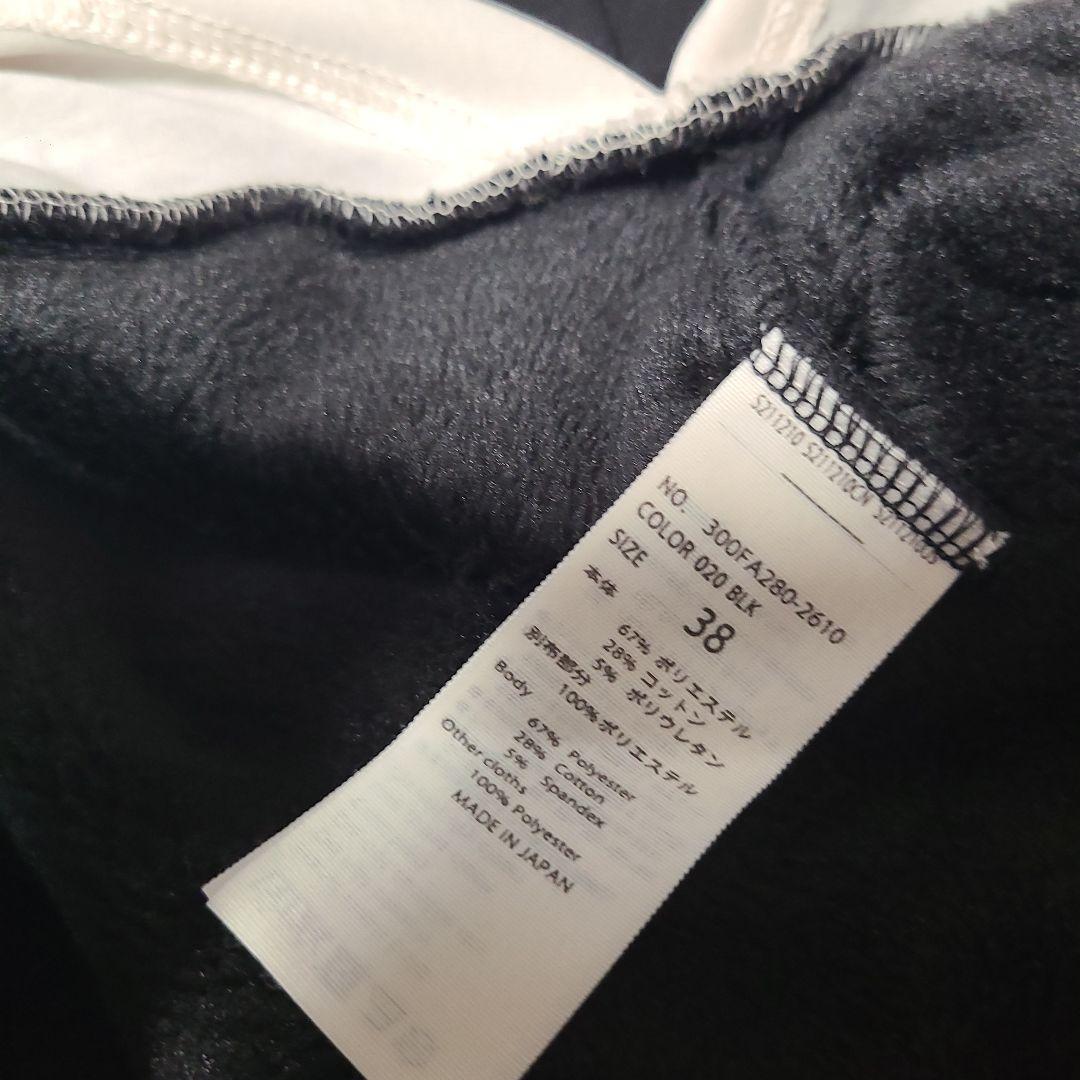 S211210 S211210CN S211210OS
NO. 300FA280-2610
COLOR 020 BLK
SIZE 38
本体
67% ポリエステル
28% コットン
5% ポリウレタン
別布部分
100%ポリエステル
Body
67% Polyester
28% Cotton
5% Spandex
Other cloths
100% Polyester
MADE IN JAPAN